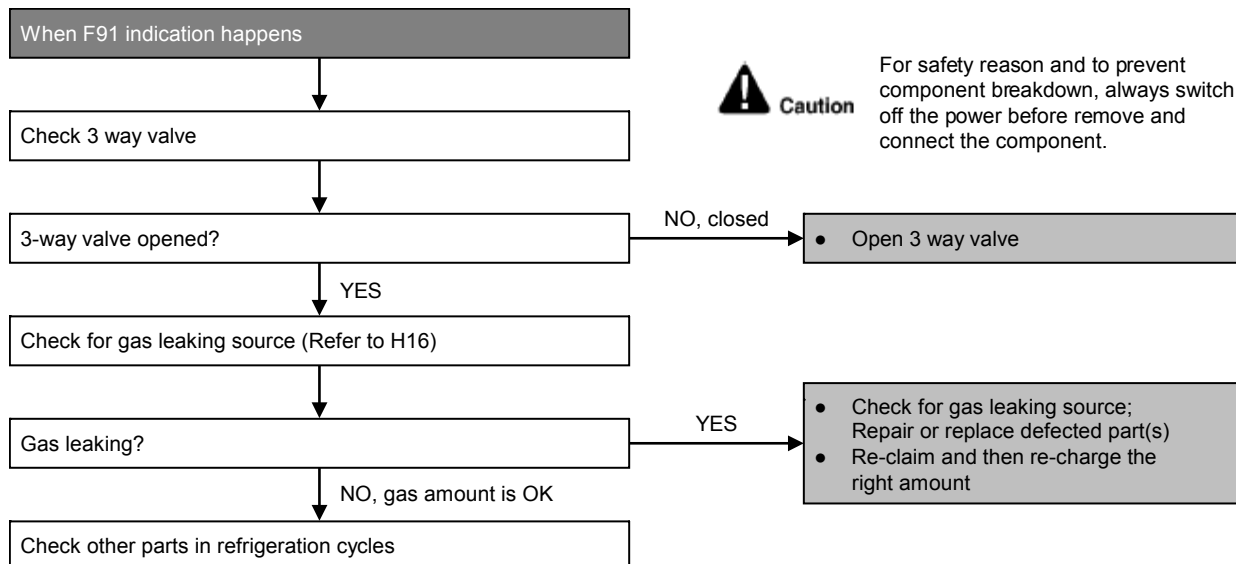 When F91 indication happens
For safety reason and to prevent
component breakdown, always switch
off the power before remove and
connect the component.
Caution
Check 3 way valve
3-way valve opened?
NO, closed
● Open 3 way valve
YES
Check for gas leaking source (Refer to H16)
Gas leaking?
YES
● Check for gas leaking source;
Repair or replace defected part(s)
● Re-claim and then re-charge the
right amount
NO, gas amount is OK
Check other parts in refrigeration cycles